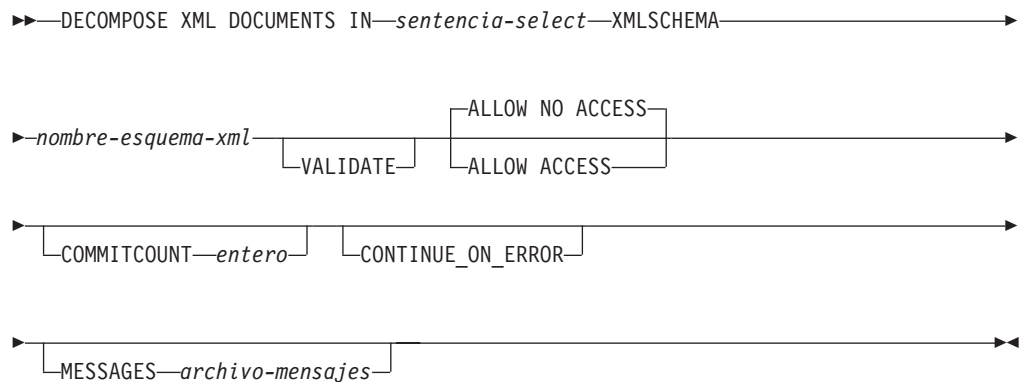 DECOMPOSE XML DOCUMENTS IN sentencia-select XMLSCHEMA
ALLOW NO ACCESS
nombre-esquema-xml
VALIDATE ALLOW ACCESS
COMMITCOUNT entero CONTINUE_ON_ERROR
MESSAGES archivo-mensajes